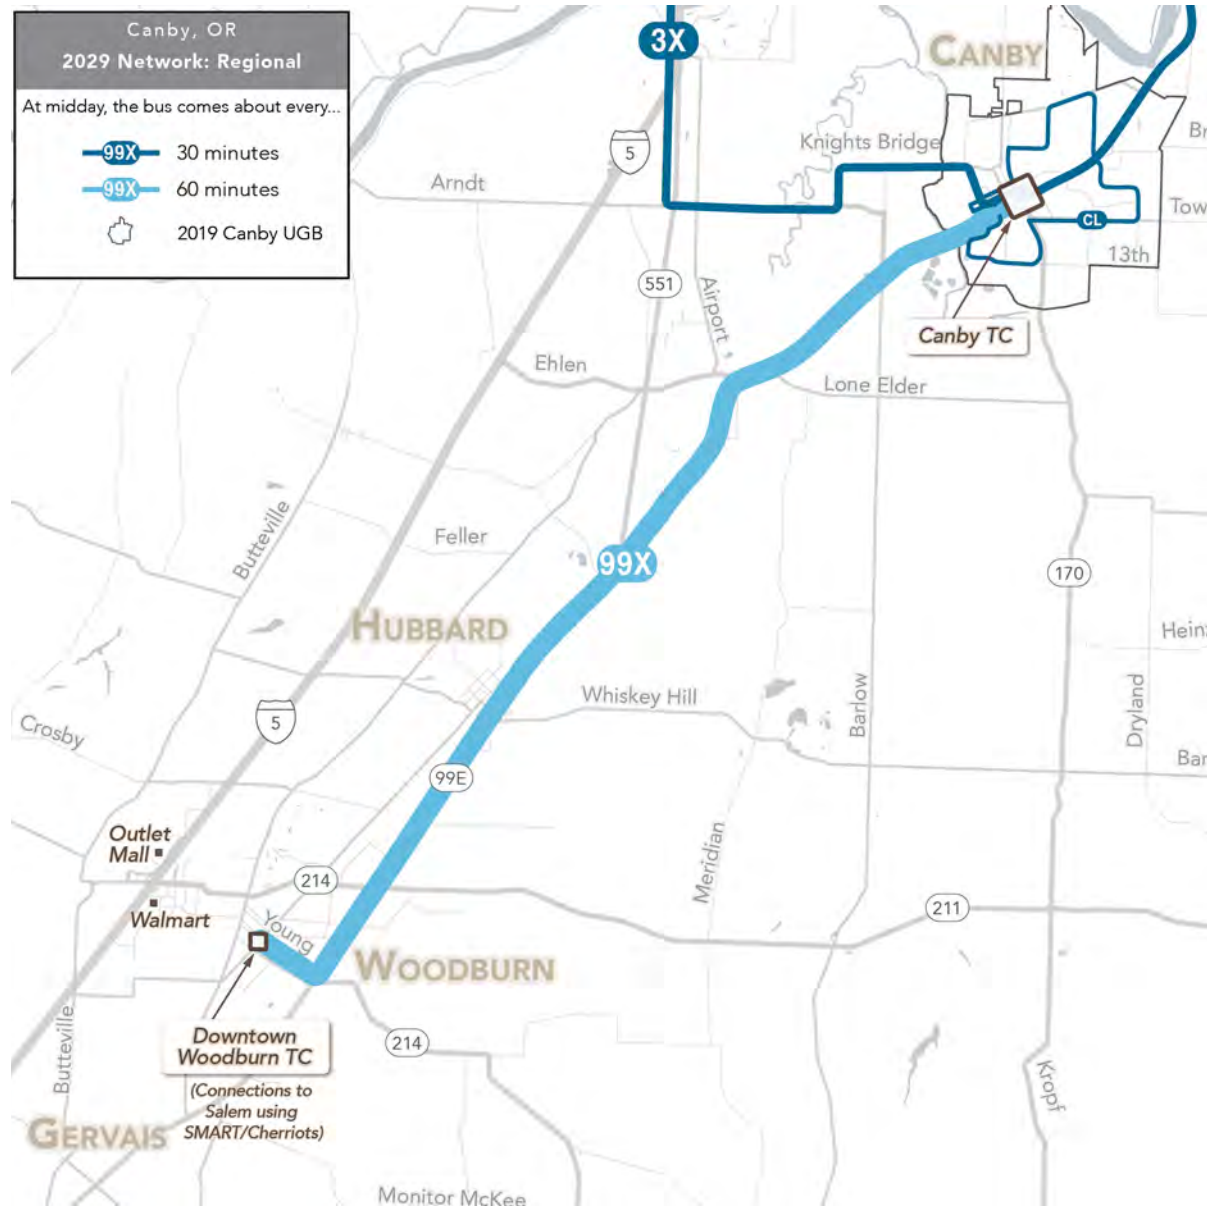 Canby, OR
2029 Network: Regional
At midday, the bus comes about every...
99X 30 minutes
99X 60 minutes
2019 Canby UGB
3X
CANBY
5
Knights Bridge
Arndt
CL
13th
551
Airport
Canby TC
Ehlen
Lone Elder
Butteville
Feller
99X
170
HUBBARD
Whiskey Hill
Barlow
Dryland
5
Crosby
99E
Outlet
Mall
Meridian
214
211
Walmart
Young
WOODBURN
Downtown
Woodburn TC
214
(Connections to
Salem using
SMART/Cherriots)
Butteville
Kropf
GERVAIS
Monitor McKee